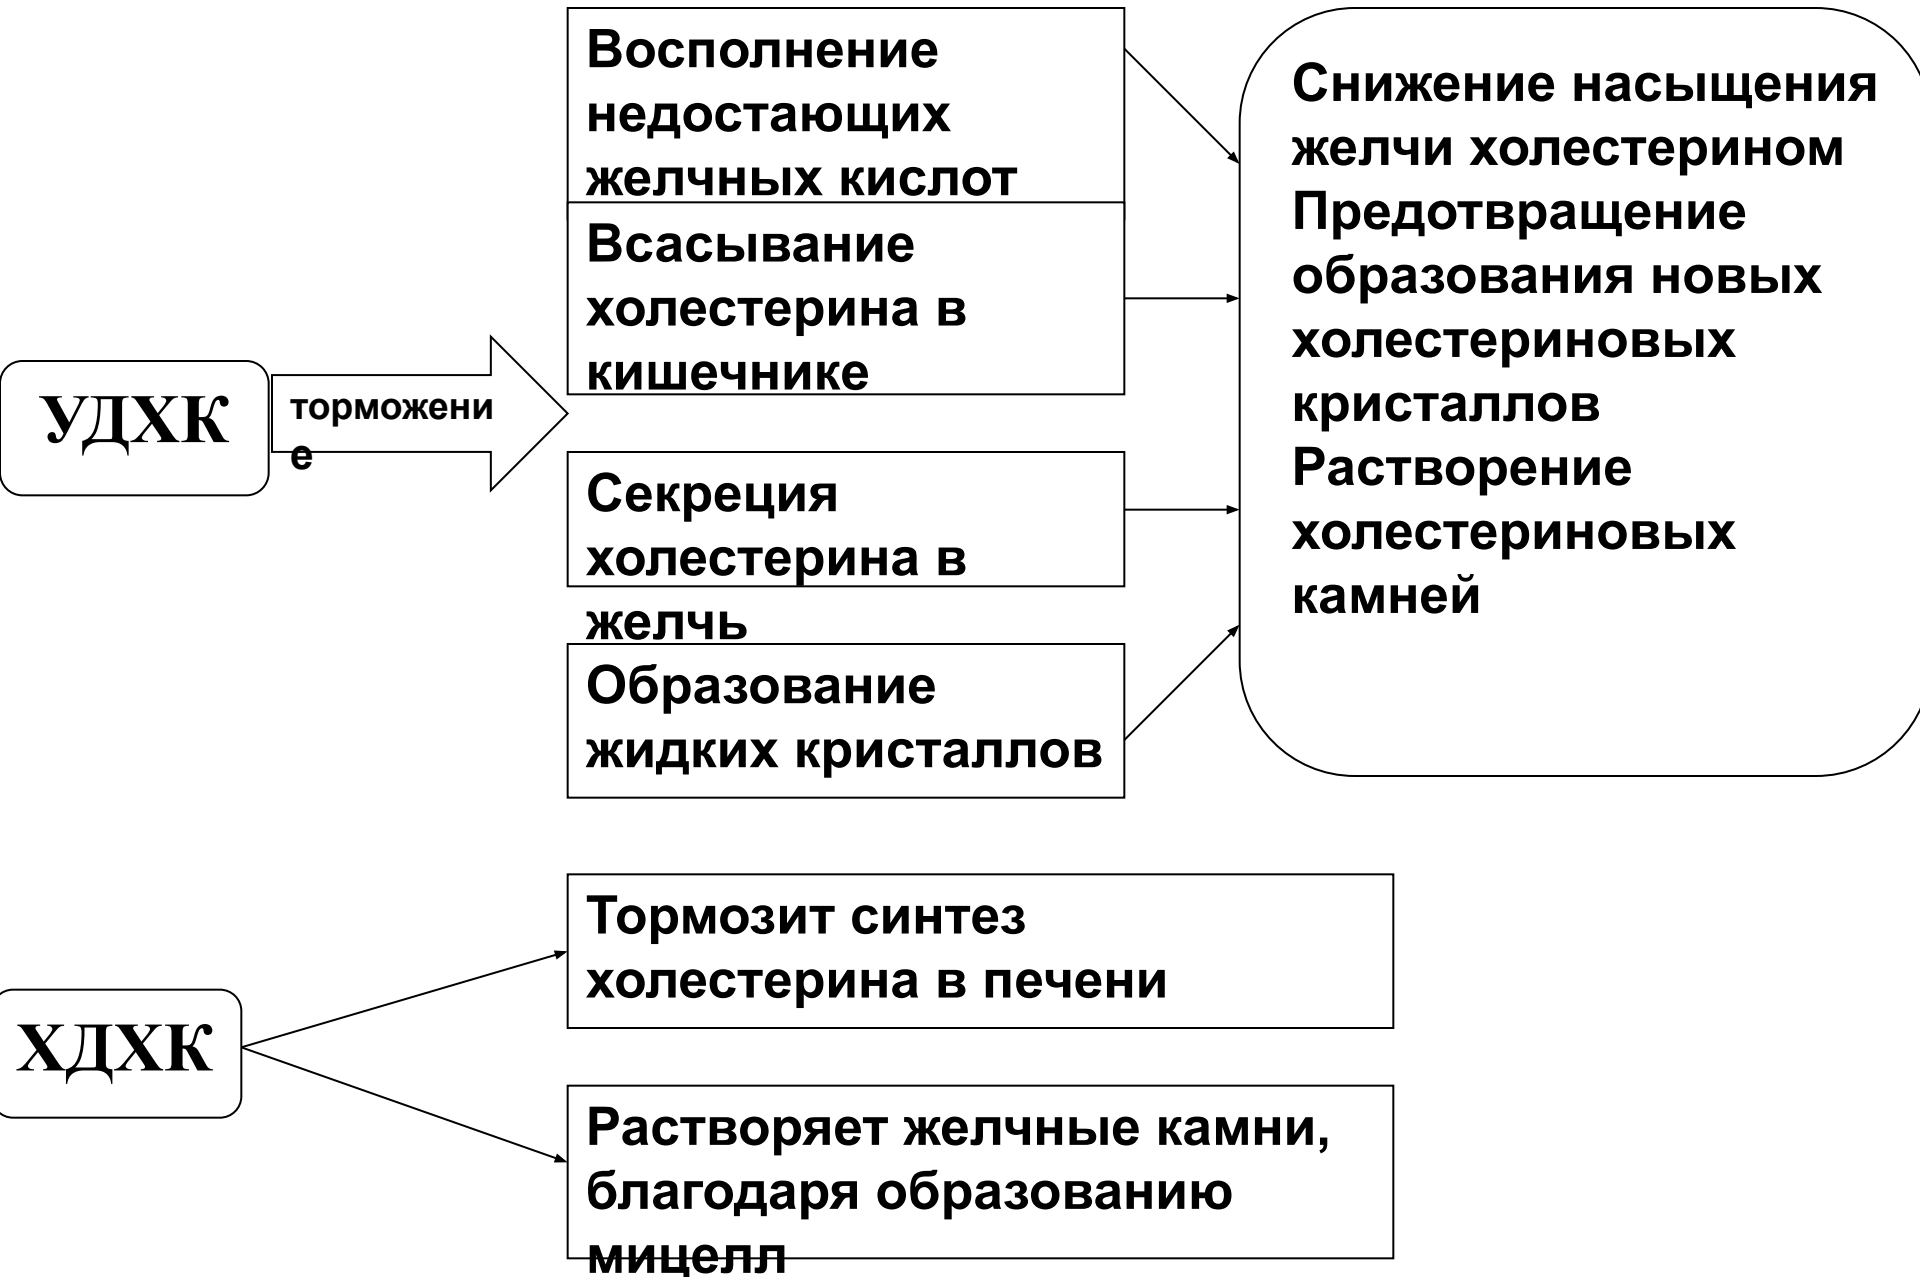 УДХК
торможени
е
Восполнение
недостающих
желчных кислот
Всасывание
холестерина в
кишечнике
Секреция
холестерина в
желчь
Образование
жидких кристаллов
Снижение насыщения
желчи холестерином
Предотвращение
образования новых
холестериновых
кристаллов
Растворение
холестериновых
камней
ХДХК
Тормозит синтез
холестерина в печени
Растворяет желчные камни,
благодаря образованию
мицелл